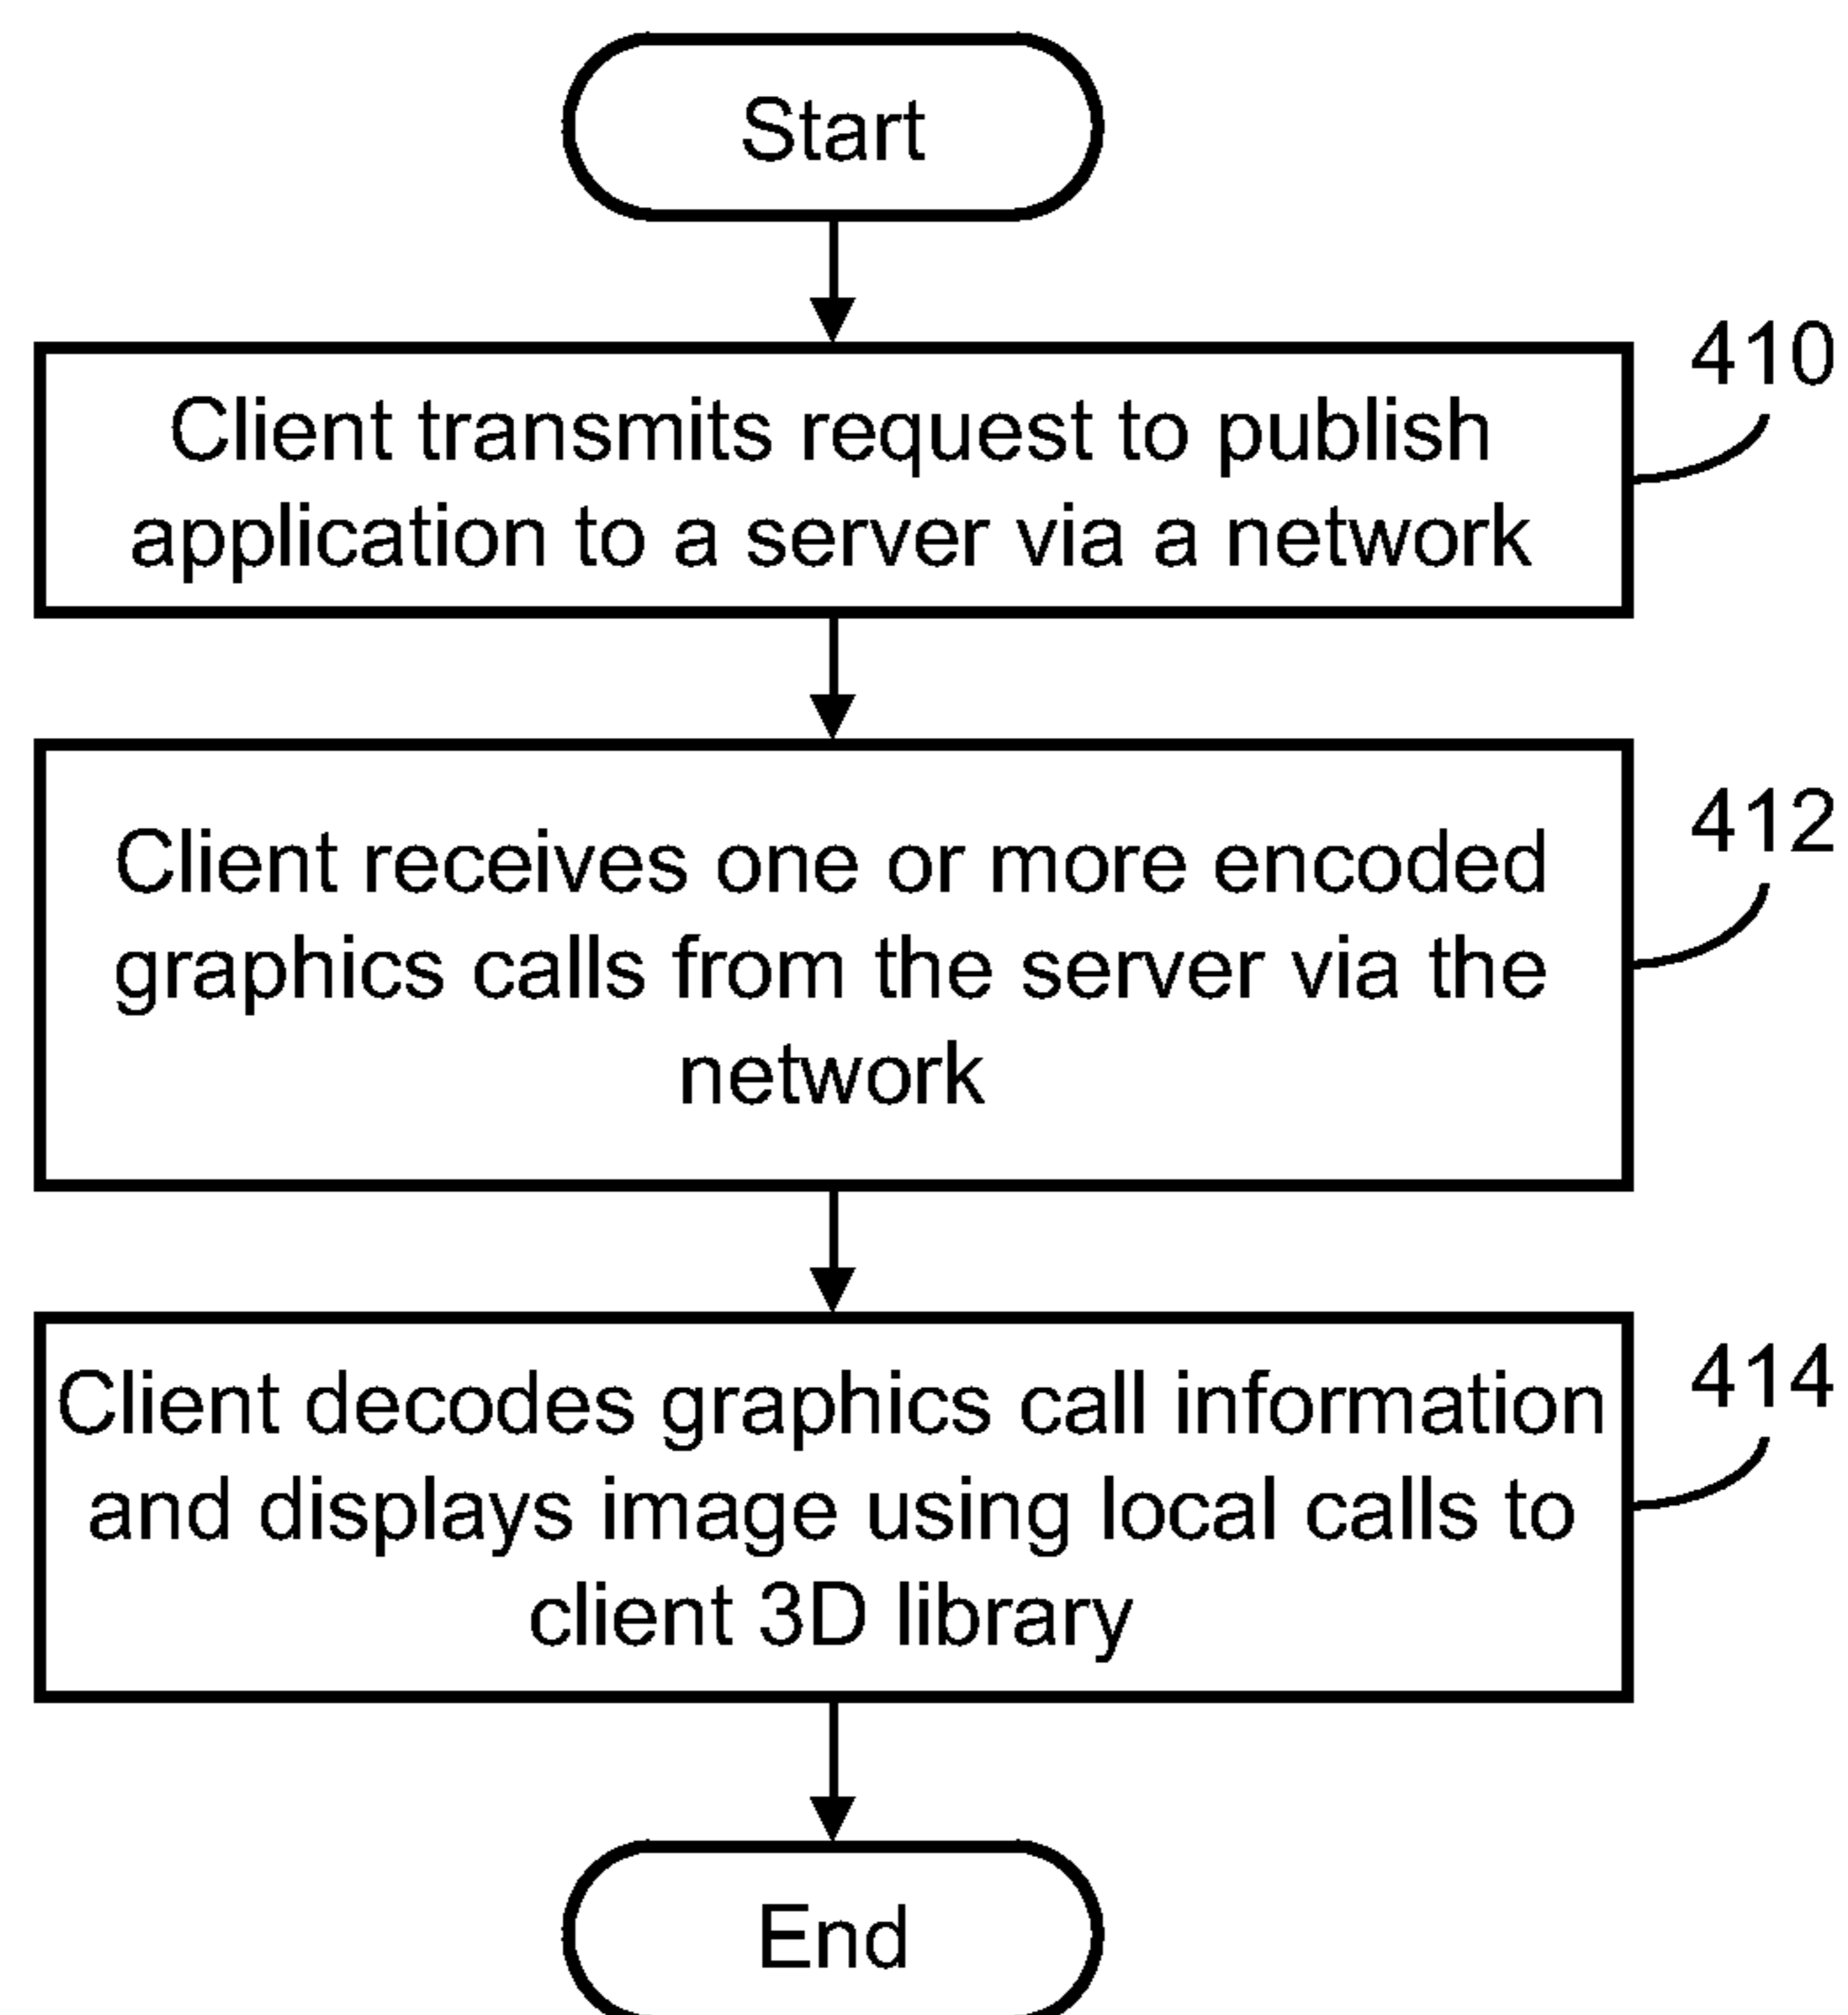 Start
410
Client transmits request to publish
application to a server via a network
412
Client receives one or more encoded
graphics calls from the server via the
network
414
Client decodes graphics call information
and displays image using local calls to
client 3D library
End